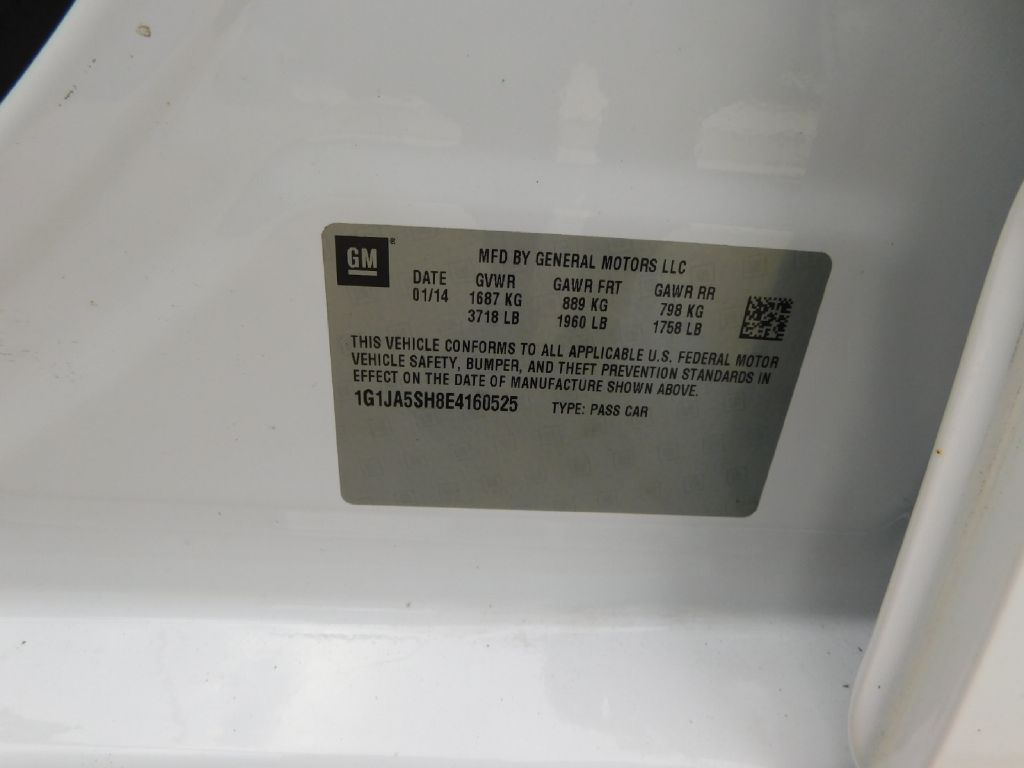 GM®
MFD BY GENERAL MOTORS LLC
DATE GVWR GAWR FRT GAWR RR
01/14 1687 KG 889 KG 798 KG
3718 LB 1960 LB 1758 LB
THIS VEHICLE CONFORMS TO ALL APPLICABLE U.S. FEDERAL MOTOR
VEHICLE SAFETY, BUMPER, AND THEFT PREVENTION STANDARDS IN
EFFECT ON THE DATE OF MANUFACTURE SHOWN ABOVE.
1G1JA5SH8E4160525 TYPE: PASS CAR